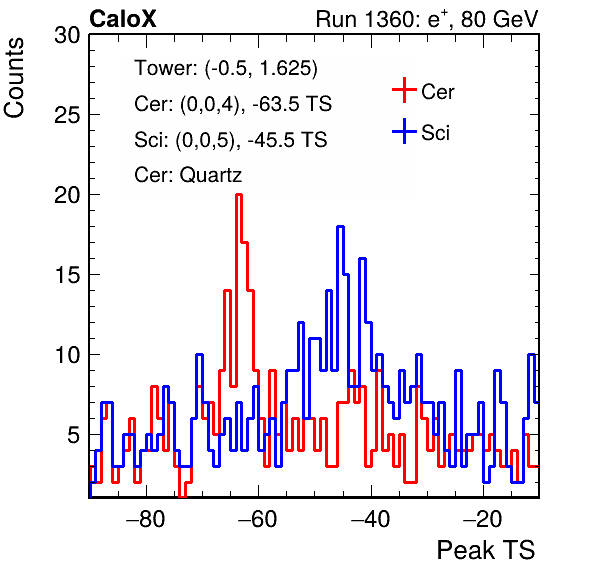 CaloX Run 1360: e⁺, 80 GeV
Counts
30
25
20
15
10
5
Tower: (-0.5, 1.625)
Cer: (0,0,4), -63.5 TS
Sci: (0,0,5), -45.5 TS
Cer: Quartz
Cer
Sci
−80 −60 −40 −20
Peak TS